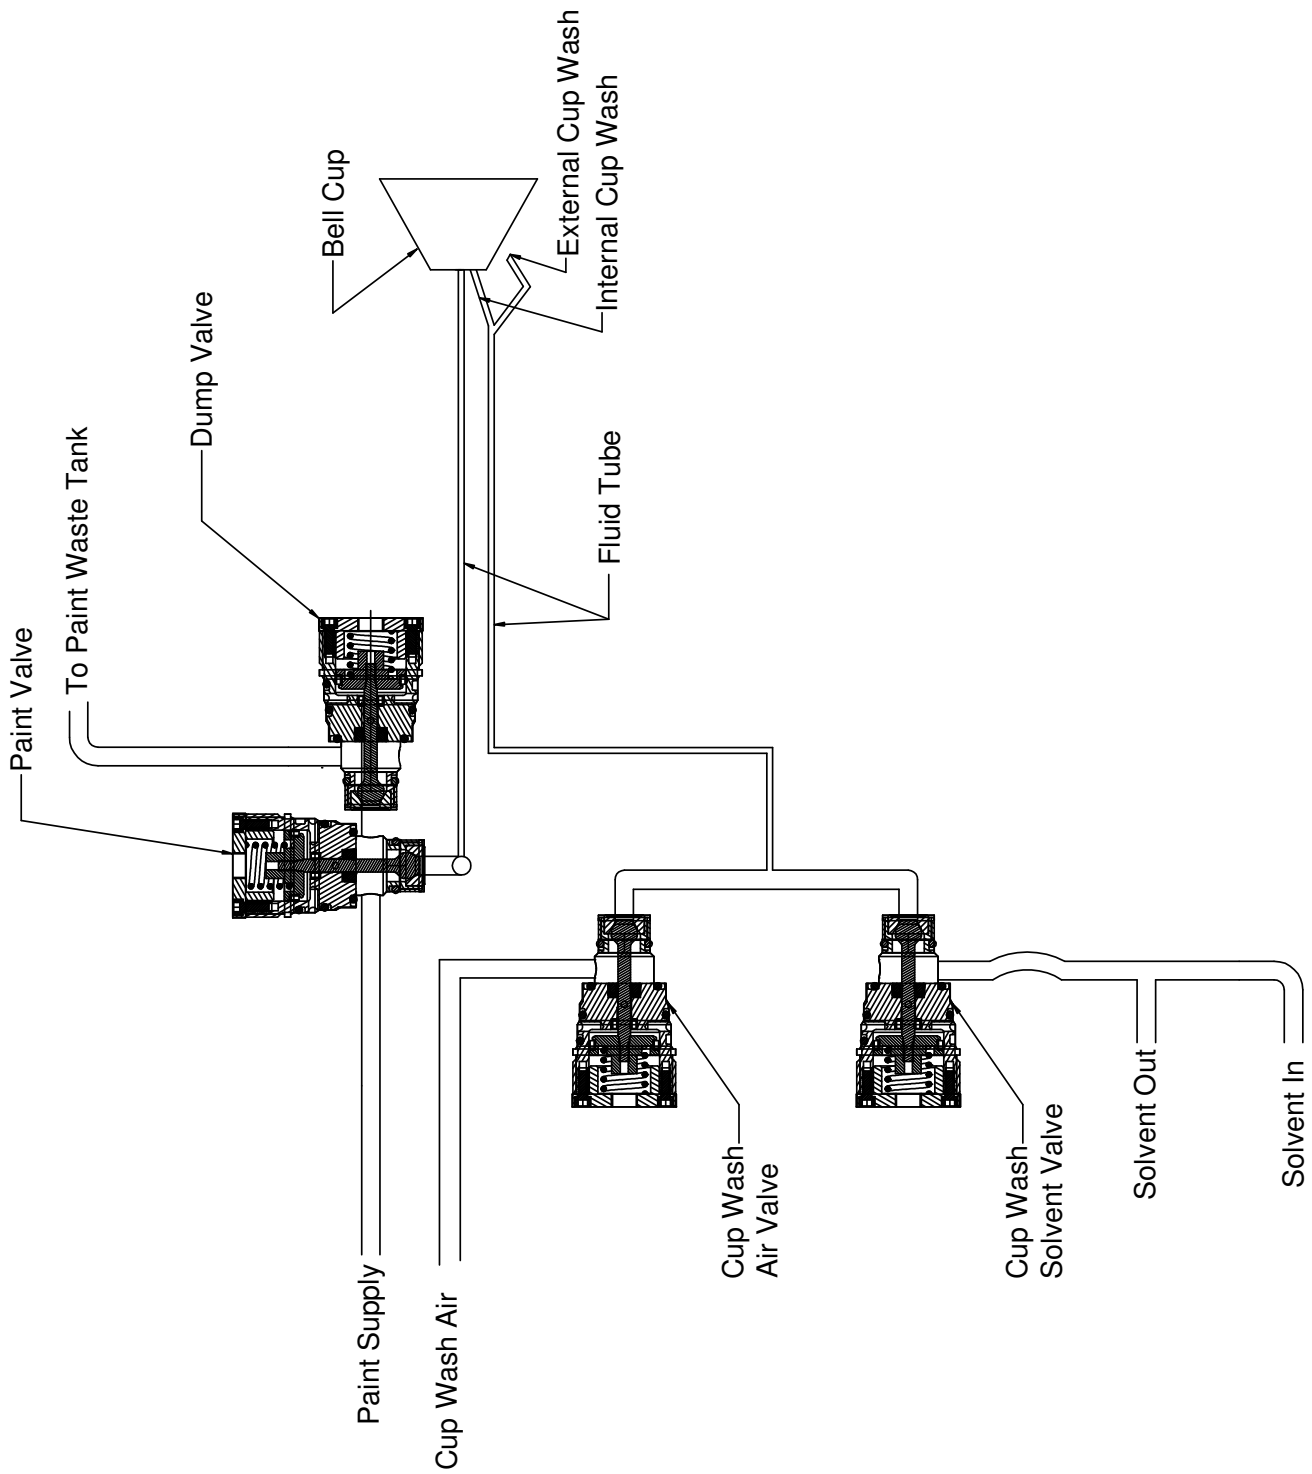 Paint Valve
To Paint Waste Tank
Dump Valve
Bell Cup
External Cup Wash
Internal Cup Wash
Fluid Tube
Paint Supply
Cup Wash Air
Cup Wash
Air Valve
Cup Wash
Solvent Valve
Solvent Out
Solvent In